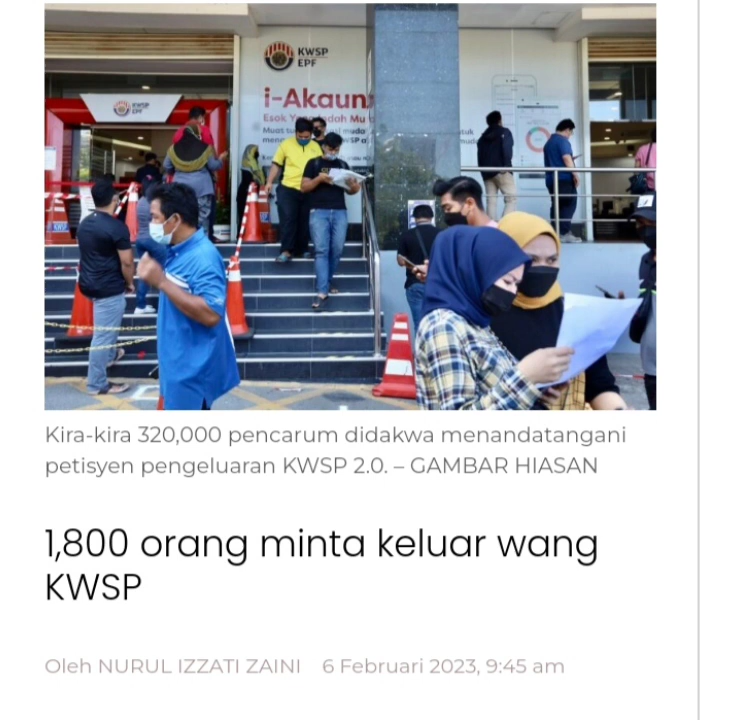 KWSP
EPF
i-Akaun
KWSP
EPF
Kira-kira 320,000 pencarum didakwa menandatangani
petisyen pengeluaran KWSP 2.0. – GAMBAR HIASAN
1,800 orang minta keluar wang
KWSP
Oleh NURUL IZZATI ZAINI 6 Februari 2023, 9:45 am